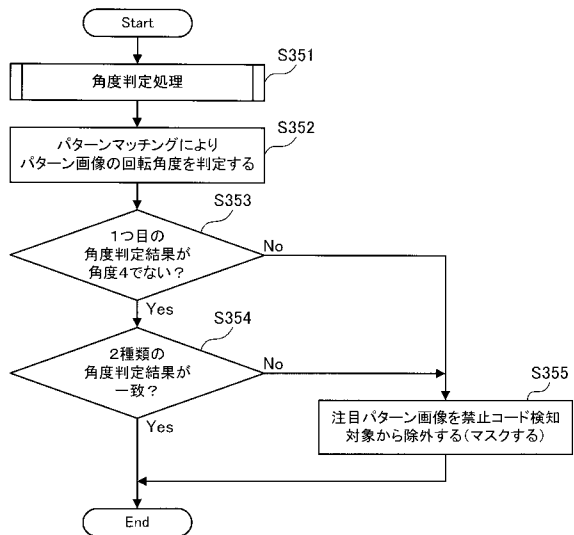 Start
S351
角度判定処理
S352
パターンマッチングにより
パターン画像の回転角度を判定する
S353
1つ目の
角度判定結果が
角度4でない?
No
Yes
S354
2種類の
角度判定結果が
一致?
No
Yes
S355
注目パターン画像を禁止コード検知
対象から除外する(マスクする)
End